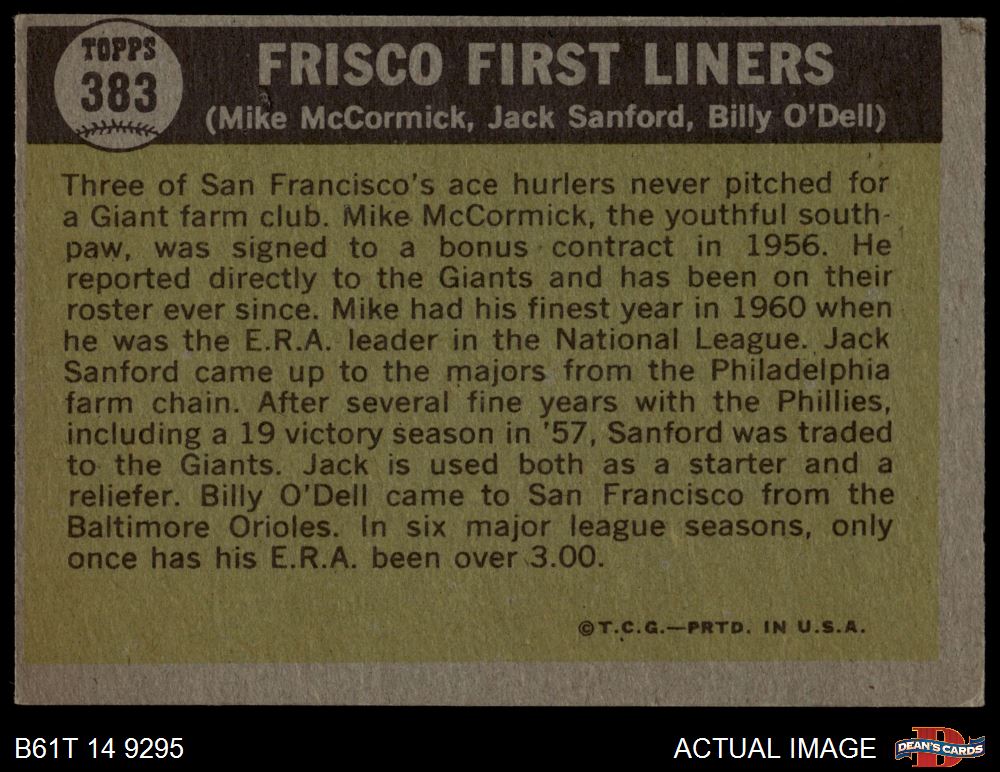 TOPPS
383
FRISCO FIRST LINERS
(Mike McCormick, Jack Sanford, Billy O'Dell)
Three of San Francisco's ace hurlers never pitched for
a Giant farm club. Mike McCormick, the youthful south-
paw, was signed to a bonus contract in 1956. He
reported directly to the Giants and has been on their
roster ever since. Mike had his finest year in 1960 when
he was the E.R.A. leader in the National League. Jack
Sanford came up to the majors from the Philadelphia
farm chain. After several fine years with the Phillies,
including a 19 victory season in '57, Sanford was traded
to the Giants. Jack is used both as a starter and a
reliefer. Billy O'Dell came to San Francisco from the
Baltimore Orioles. In six major league seasons, only
once has his E.R.A. been over 3.00.
©T.C.G.—PRTD. IN U.S.A.
B61T 14 9295
ACTUAL IMAGE
DEAN'S CARDS